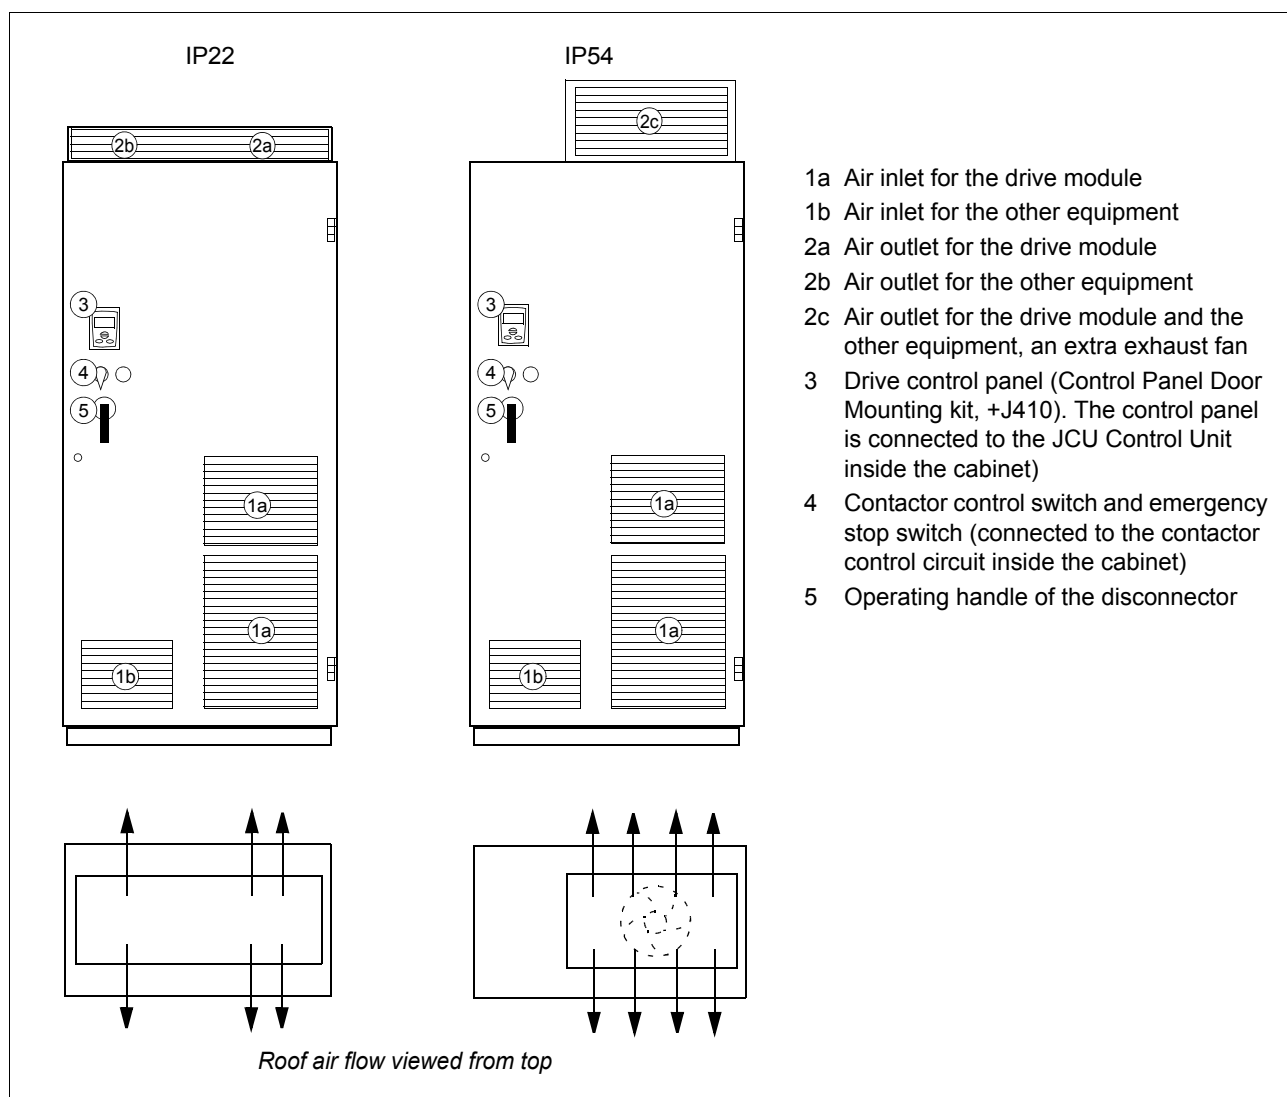 IP22
IP54
2b
2a
2c
3
4
5
1a
1a
1b
3
4
5
1a
1a
1b
1a Air inlet for the drive module
1b Air inlet for the other equipment
2a Air outlet for the drive module
2b Air outlet for the other equipment
2c Air outlet for the drive module and the
other equipment, an extra exhaust fan
3 Drive control panel (Control Panel Door
Mounting kit, +J410). The control panel
is connected to the JCU Control Unit
inside the cabinet)
4 Contactor control switch and emergency
stop switch (connected to the contactor
control circuit inside the cabinet)
5 Operating handle of the disconnector
Roof air flow viewed from top